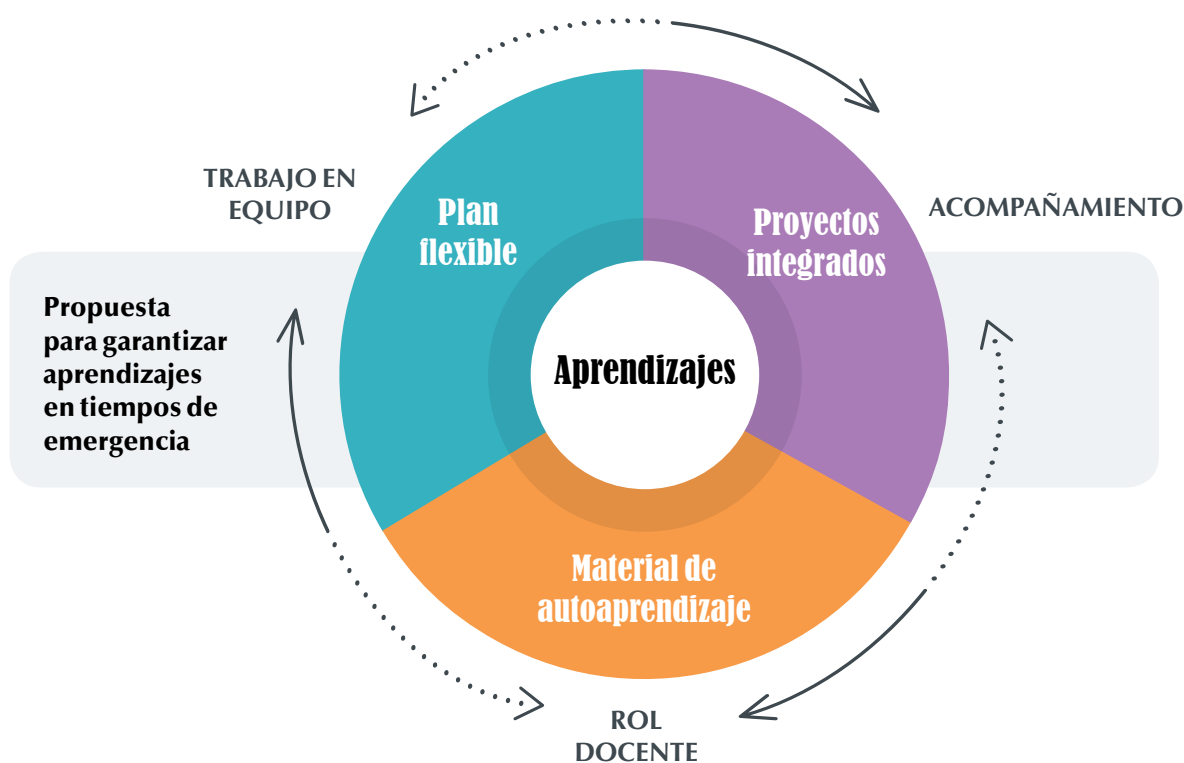 TRABAJO EN
EQUIPO
ACOMPAÑAMIENTO
Plan
flexible
Proyectos
integrados
Propuesta
para garantizar
aprendizajes
en tiempos de
emergencia
Aprendizajes
Material de
autoaprendizaje
ROL
DOCENTE